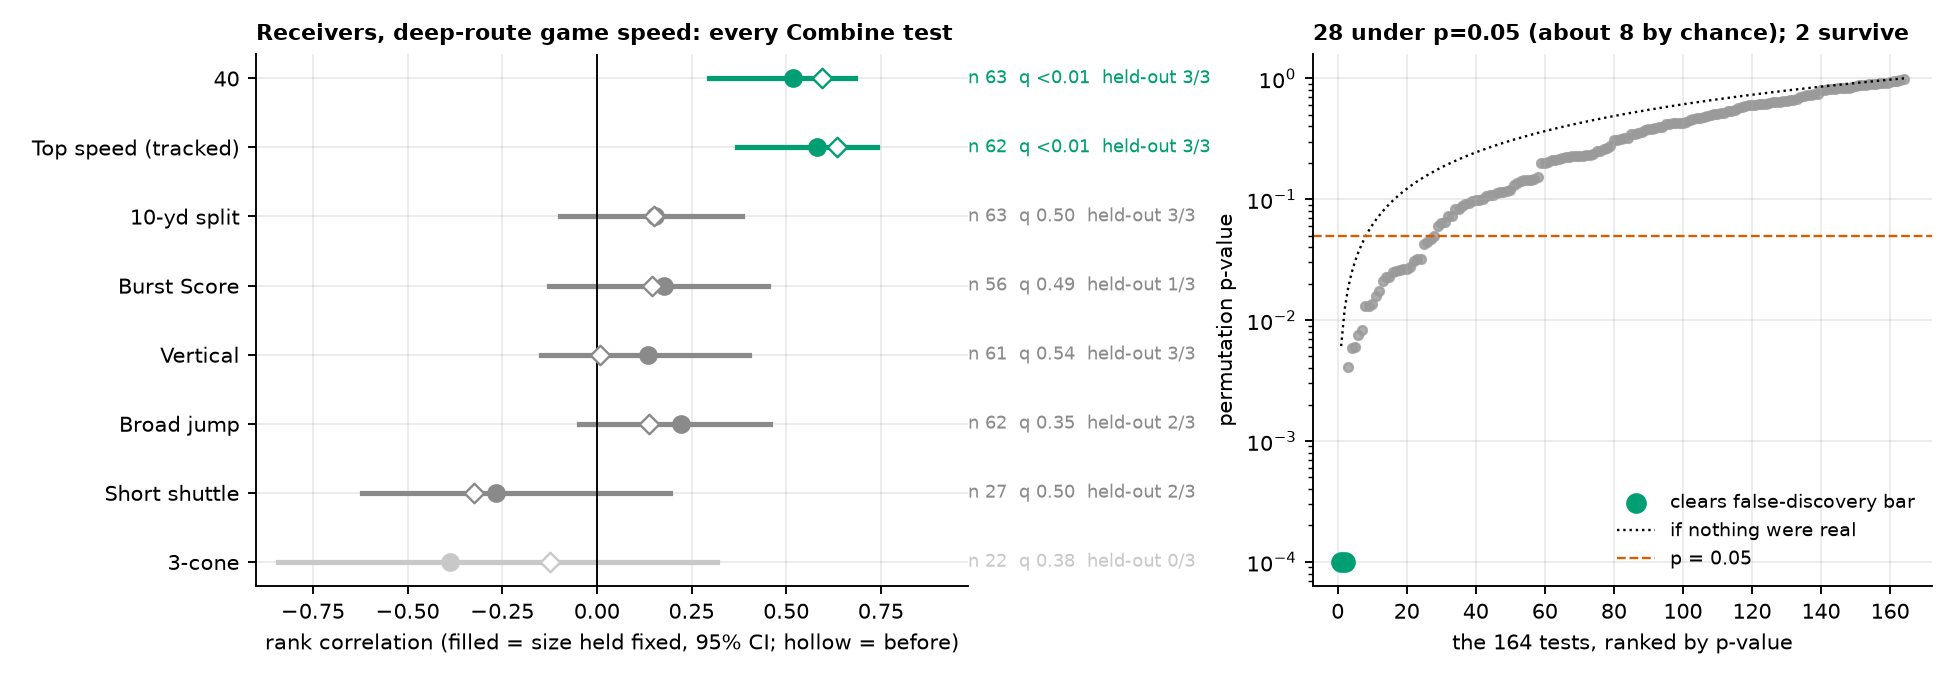 Receivers, deep-route game speed: every Combine test
40
n 63 q <0.01 held-out 3/3
Top speed (tracked)
n 62 q <0.01 held-out 3/3
10-yd split
n 63 q 0.50 held-out 3/3
Burst Score
n 56 q 0.49 held-out 1/3
Vertical
n 61 q 0.54 held-out 3/3
Broad jump
n 62 q 0.35 held-out 2/3
Short shuttle
n 27 q 0.50 held-out 2/3
3-cone
n 22 q 0.38 held-out 0/3
−0.75 −0.50 −0.25 0.00 0.25 0.50 0.75
rank correlation (filled = size held fixed, 95% CI; hollow = before)
28 under p=0.05 (about 8 by chance); 2 survive
permutation p-value
10⁰
10⁻¹
10⁻²
10⁻³
10⁻⁴
clears false-discovery bar
if nothing were real
p = 0.05
0 20 40 60 80 100 120 140 160
the 164 tests, ranked by p-value